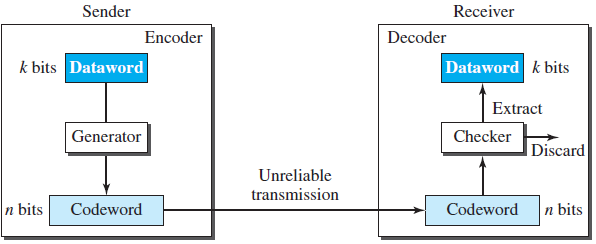 Sender
Receiver
Encoder
Decoder
k bits
Dataword
Dataword
k bits
Extract
Generator
Checker
Discard
Unreliable
transmission
n bits
Codeword
Codeword
n bits